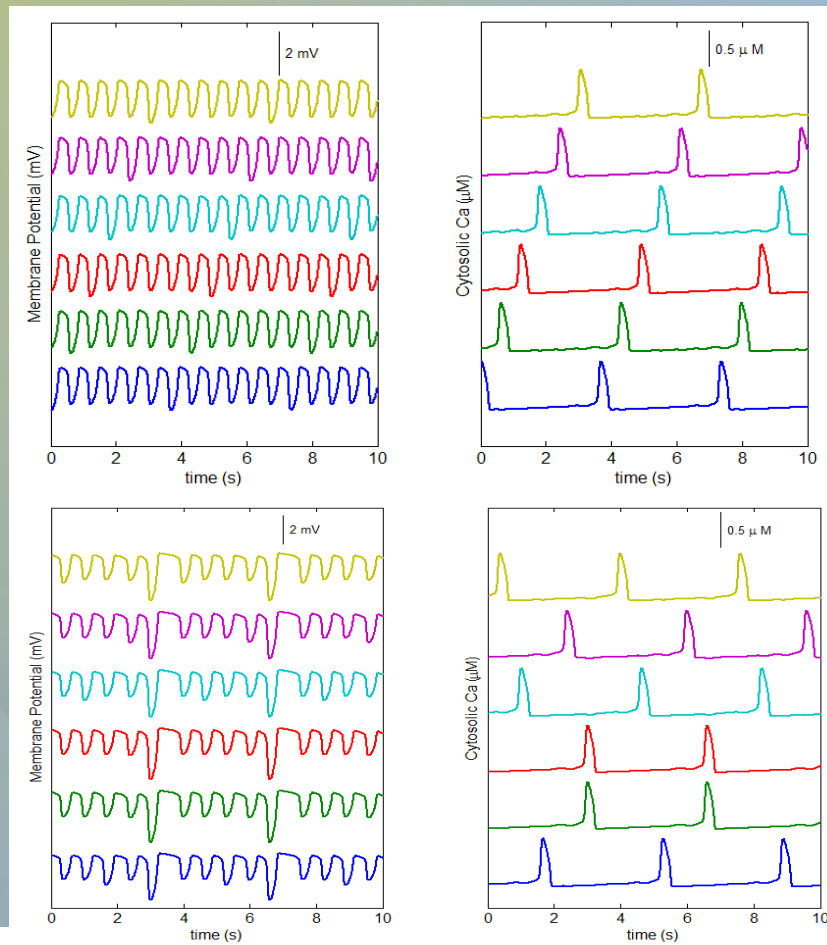 2 mV
Membrane Potential (mV)
0 2 4 6 8 10
time (s)
0.5 μ M
Cytosolic Ca (μM)
0 2 4 6 8 10
time (s)
2 mV
Membrane Potential (mV)
0 2 4 6 8 10
time (s)
0.5 μ M
Cytosolic Ca (μM)
0 2 4 6 8 10
time (s)